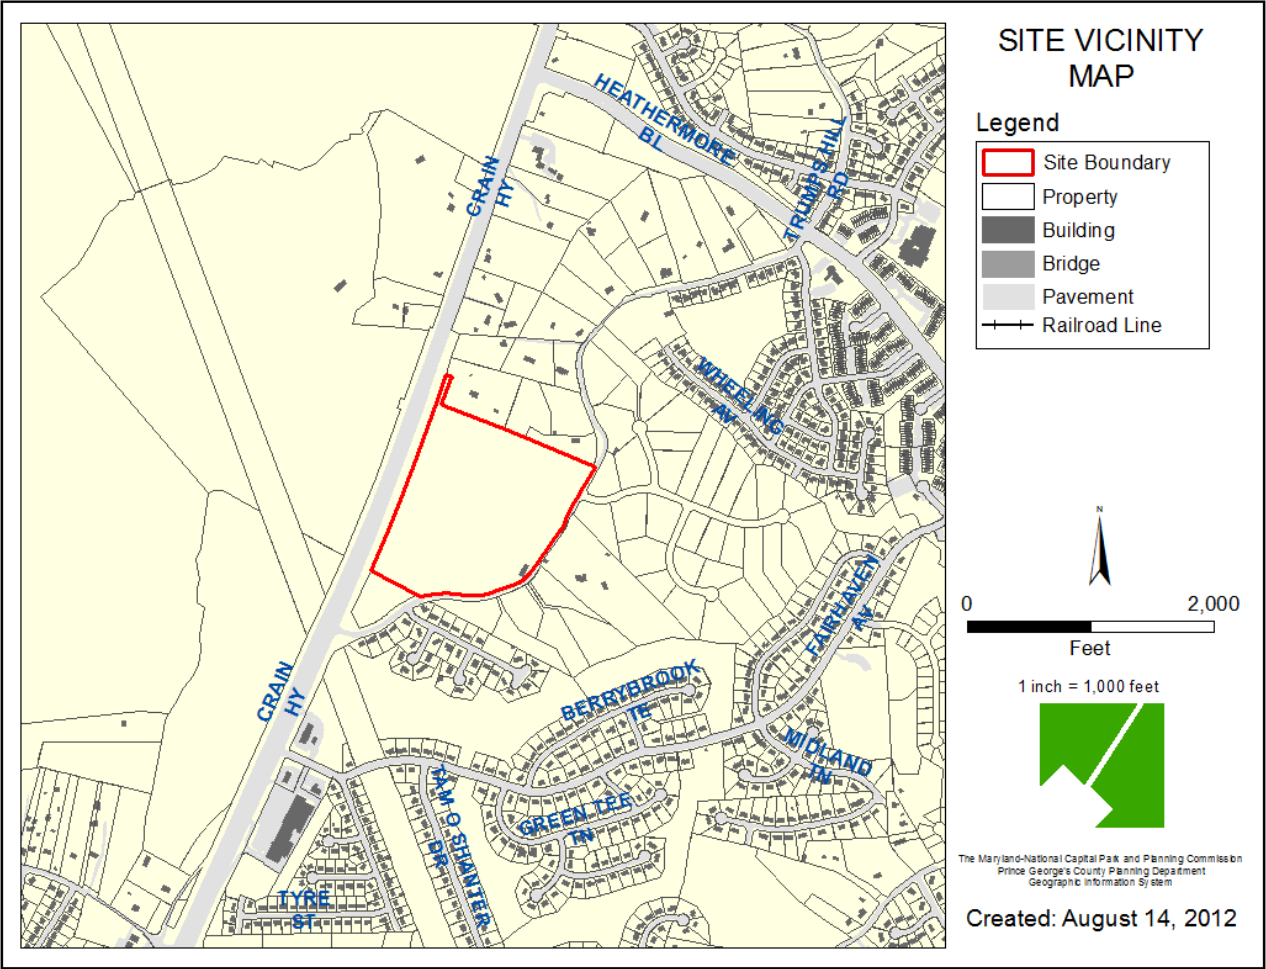 SITE VICINITY
MAP
Legend
Site Boundary
Property
Building
Bridge
Pavement
Railroad Line
HEATHERMORE
BL
CRAIN
HY
TRUMPS HILL
RD
WHEELING
AV
FAIRHAVEN
AV
CRAIN
HY
BERRYBROOK
TE
MIDLAND
TN
TAM O SHANTER
DR
GREEN TEE
TN
TYRE
ST
N
0 2,000
Feet
1 inch = 1,000 feet
The Maryland-National Capital Park and Planning Commission
Prince George's County Planning Department
Geographic Information System
Created: August 14, 2012